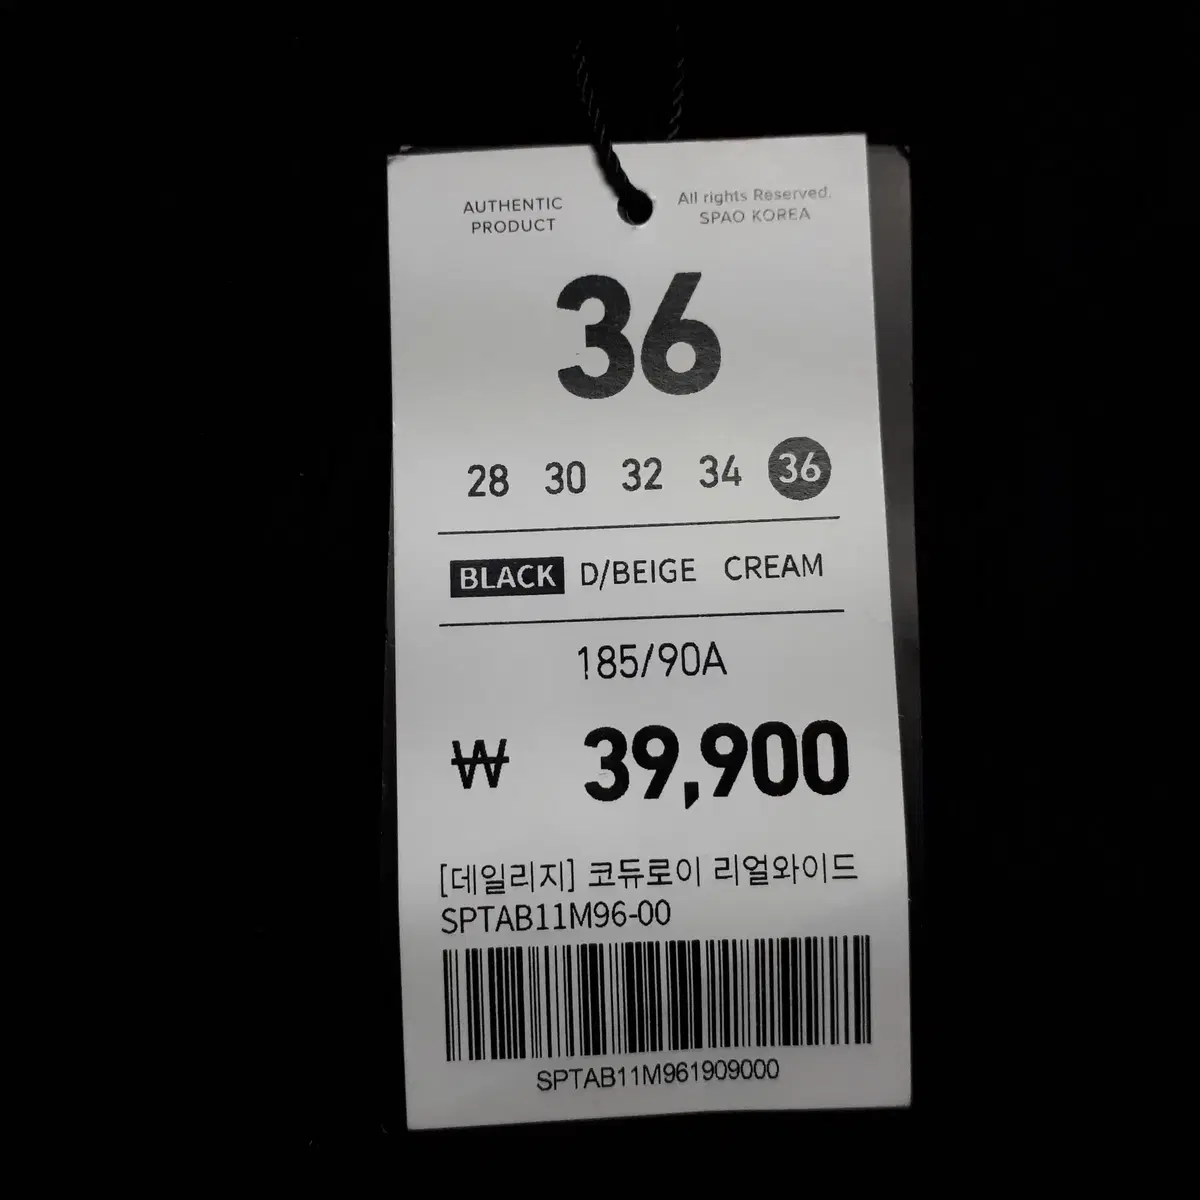 AUTHENTIC
PRODUCT
All rights Reserved.
SPAO KOREA
36
28 30 32 34 36
BLACK D/BEIGE CREAM
185/90A
₩ 39,900
[데일리지] 코듀로이 리얼와이드
SPTAB11M96-00
SPTAB11M961909000